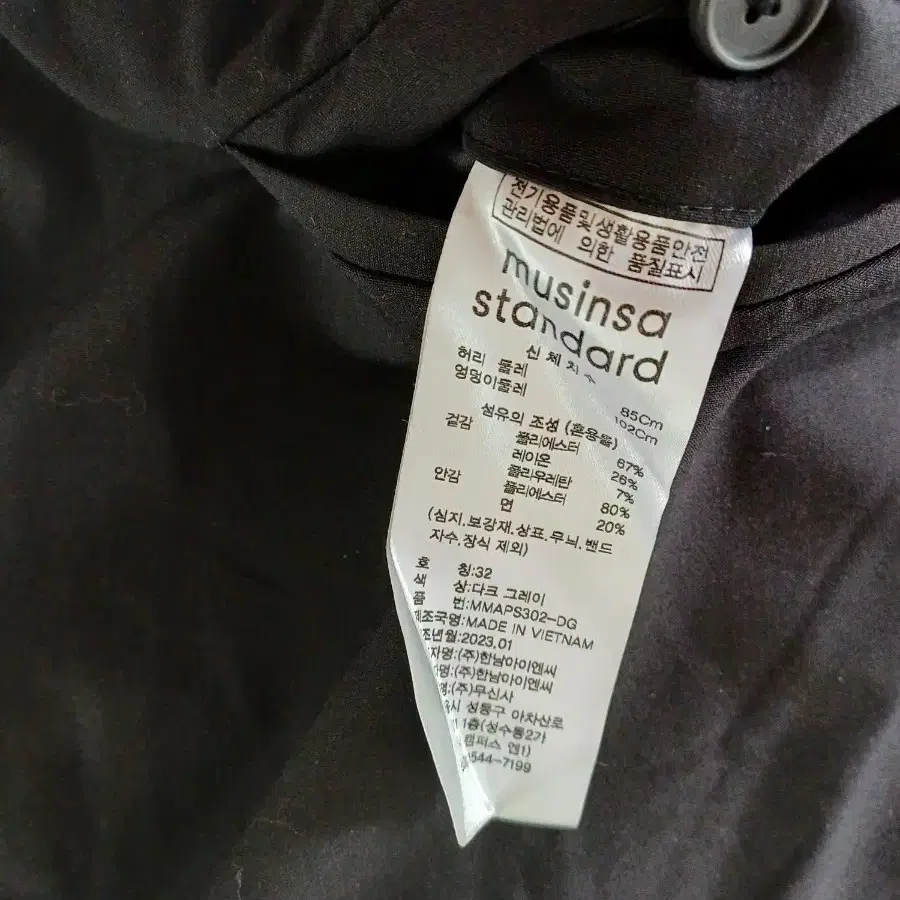 전기용품및생활용품안전
관리법에 의한 품질표시
musinsa
standard
신체치수
허리 둘레 85Cm
엉덩이둘레 102Cm
섬유의 조성 (혼용율)
겉감 폴리에스터 67%
레이온 26%
폴리우레탄 7%
안감 폴리에스터 80%
면 20%
(심지.보강재.상표.무늬.밴드
자수.장식 제외)
호 칭:32
색 상:다크 그레이
품 번:MMAPS302-DG
제조국명:MADE IN VIETNAM
조년월:2023.01
자명:(주)한남아이엔씨
명:(주)한남아이엔씨
(주)무신사
시 성동구 아차산로
1층(성수동2가
캠퍼스 엔1)
544-7199